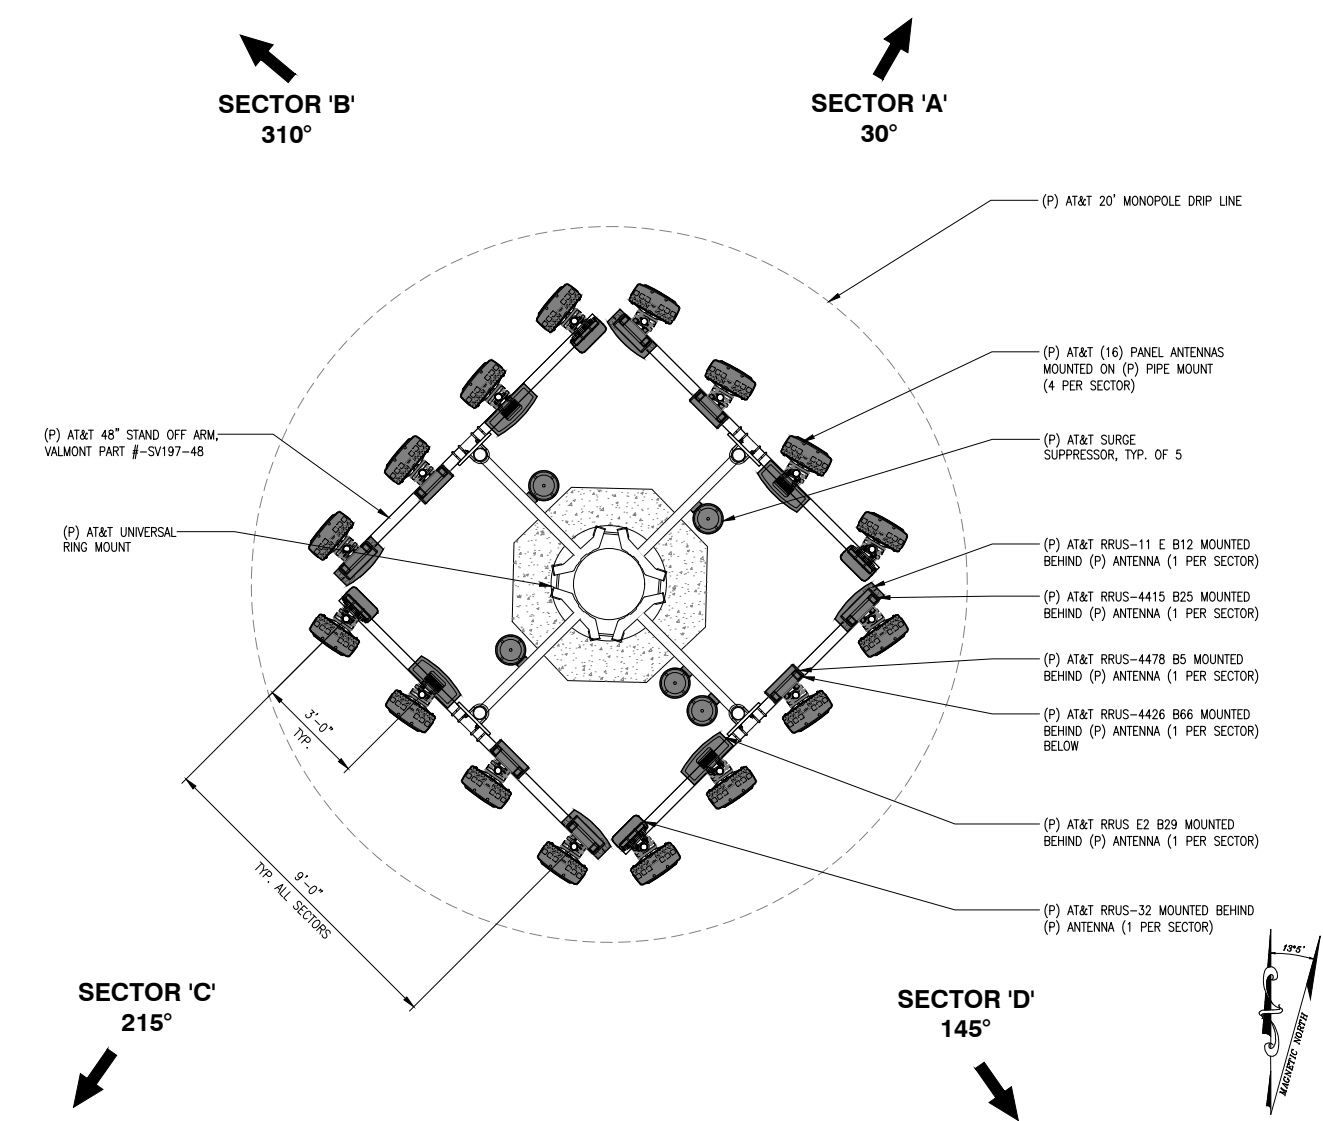 SECTOR 'B'
310°
SECTOR 'A'
30°
(P) AT&T 20' MONOPOLE DRIP LINE
(P) AT&T (16) PANEL ANTENNAS
MOUNTED ON (P) PIPE MOUNT
(4 PER SECTOR)
(P) AT&T 48" STAND OFF ARM,
VALMONT PART #-SV197-48
(P) AT&T SURGE
SUPPRESSOR, TYP. OF 5
(P) AT&T UNIVERSAL
RING MOUNT
(P) AT&T RRUS-11 E B12 MOUNTED
BEHIND (P) ANTENNA (1 PER SECTOR)
(P) AT&T RRUS-4415 B25 MOUNTED
BEHIND (P) ANTENNA (1 PER SECTOR)
(P) AT&T RRUS-4478 B5 MOUNTED
BEHIND (P) ANTENNA (1 PER SECTOR)
(P) AT&T RRUS-4426 B66 MOUNTED
BEHIND (P) ANTENNA (1 PER SECTOR)
BELOW
3'-0"
TYP.
(P) AT&T RRUS E2 B29 MOUNTED
BEHIND (P) ANTENNA (1 PER SECTOR)
9'-0"
TYP. ALL SECTORS
(P) AT&T RRUS-32 MOUNTED BEHIND
(P) ANTENNA (1 PER SECTOR)
13°5'
MAGNETIC NORTH
SECTOR 'C'
215°
SECTOR 'D'
145°